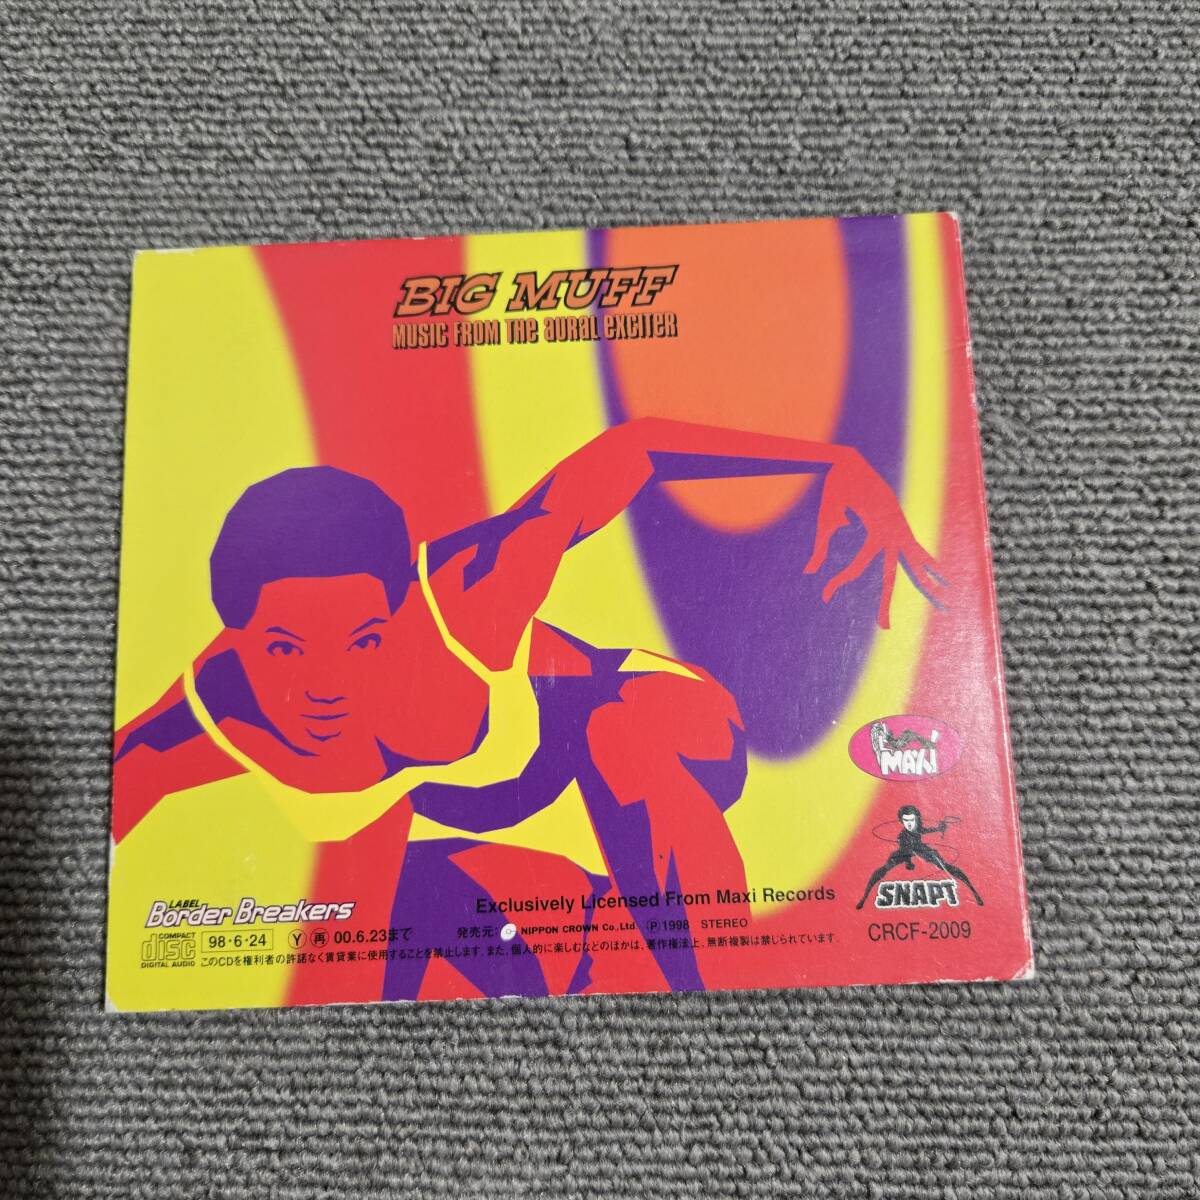 BIG MUFF
MUSIC FROM THE AURAL EXCITER
MAXI
SNAPT
CRCF-2009
Exclusively Licensed From Maxi Records
LABEL
Border Breakers
COMPACT
disc
DIGITAL AUDIO
98・6・24 Ⓨ 再 00.6.23まで 発売元: NIPPON CROWN Co., Ltd. Ⓟ 1998 STEREO
このCDを権利者の許諾なく賃貸業に使用することを禁止します。また、個人的に楽しむなどのほかは、著作権法上、無断複製は禁じられています。